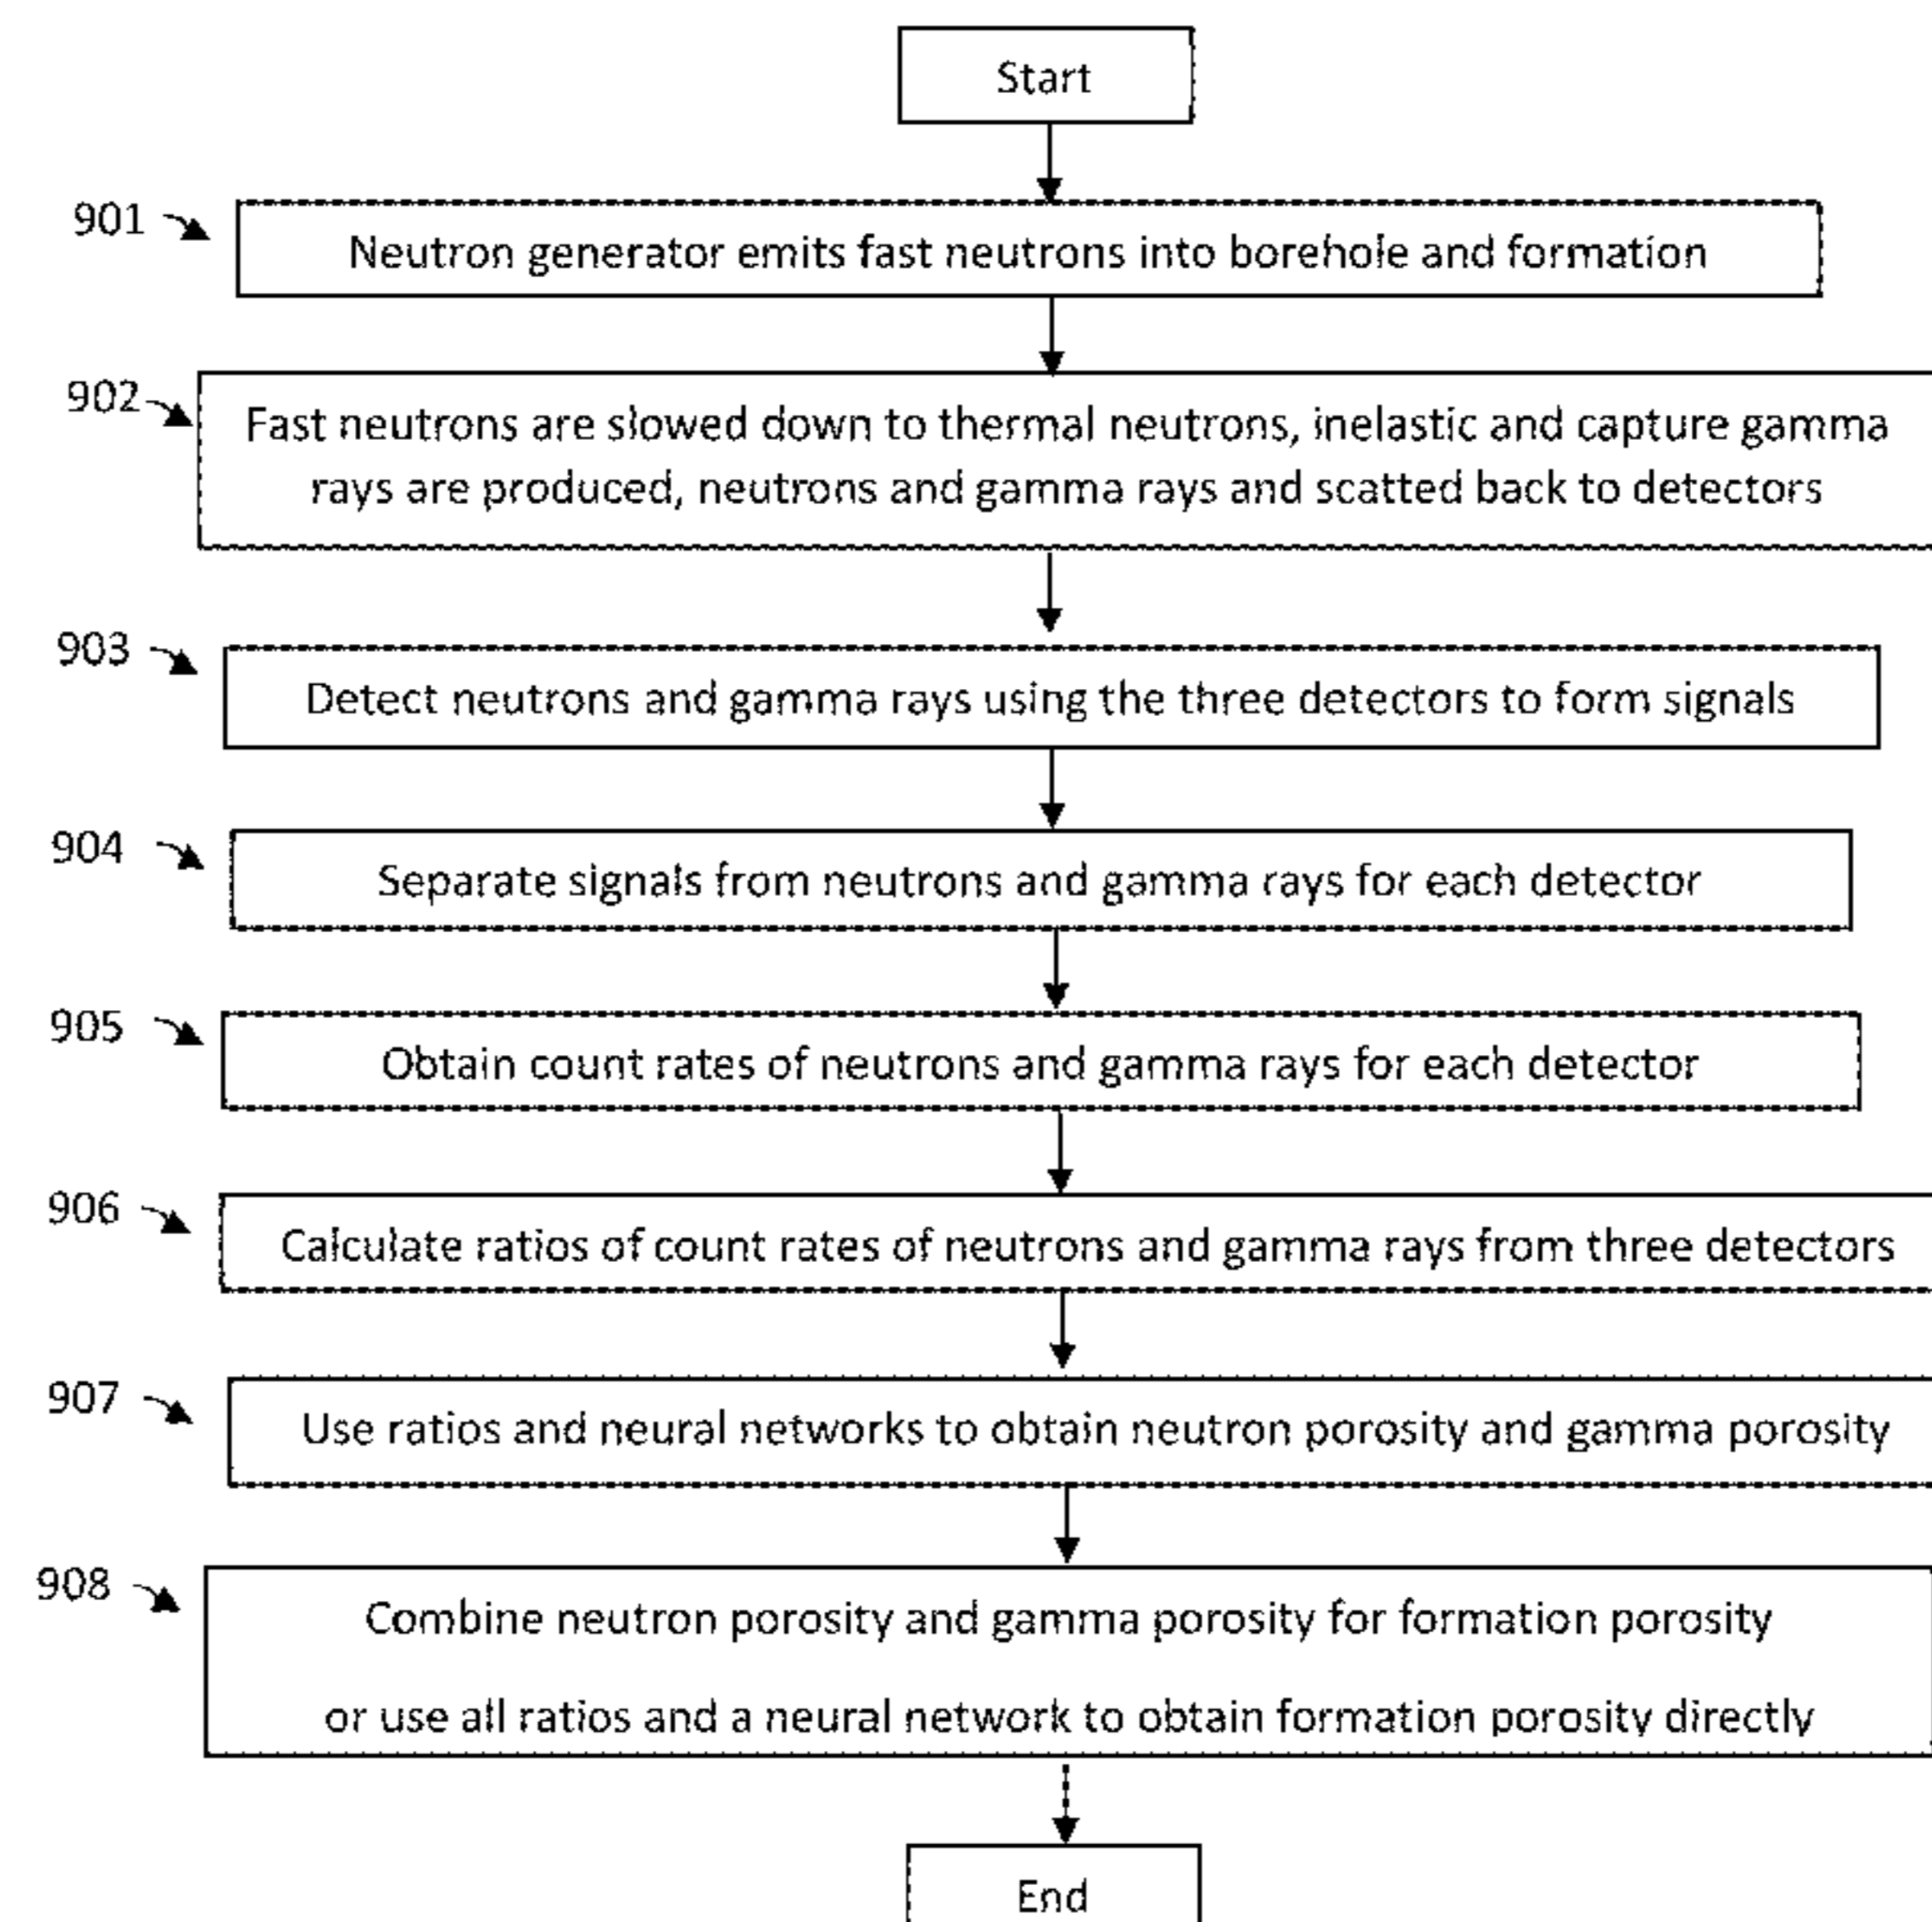 Start
901
Neutron generator emits fast neutrons into borehole and formation
902
Fast neutrons are slowed down to thermal neutrons, inelastic and capture gamma
rays are produced, neutrons and gamma rays and scatted back to detectors
903
Detect neutrons and gamma rays using the three detectors to form signals
904
Separate signals from neutrons and gamma rays for each detector
905
Obtain count rates of neutrons and gamma rays for each detector
906
Calculate ratios of count rates of neutrons and gamma rays from three detectors
907
Use ratios and neural networks to obtain neutron porosity and gamma porosity
908
Combine neutron porosity and gamma porosity for formation porosity
or use all ratios and a neural network to obtain formation porosity directly
End